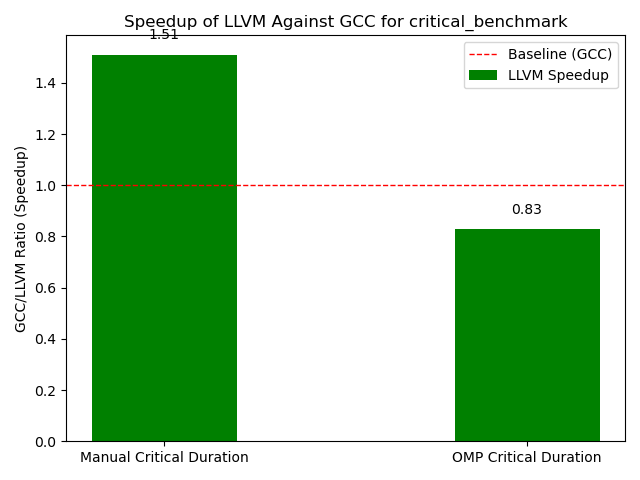 Speedup of LLVM Against GCC for critical_benchmark
1.51
Baseline (GCC)
LLVM Speedup
0.83
GCC/LLVM Ratio (Speedup)
1.4
1.2
1.0
0.8
0.6
0.4
0.2
0.0
Manual Critical Duration
OMP Critical Duration